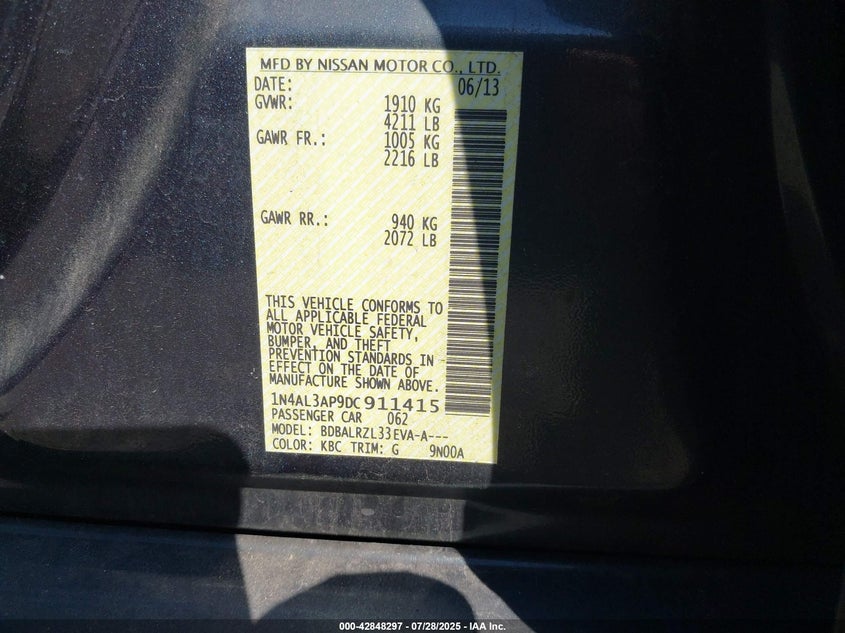 MFD BY NISSAN MOTOR CO., LTD.
DATE: 06/13
GVWR: 1910 KG
4211 LB
GAWR FR.: 1005 KG
2216 LB
GAWR RR.: 940 KG
2072 LB
THIS VEHICLE CONFORMS TO
ALL APPLICABLE FEDERAL
MOTOR VEHICLE SAFETY,
BUMPER, AND THEFT
PREVENTION STANDARDS IN
EFFECT ON THE DATE OF
MANUFACTURE SHOWN ABOVE.
1N4AL3AP9DC911415
PASSENGER CAR 062
MODEL: BDBALRZL33EVA-A---
COLOR: KBC TRIM: G 9N00A
000-42848297 - 07/28/2025 - IAA Inc.